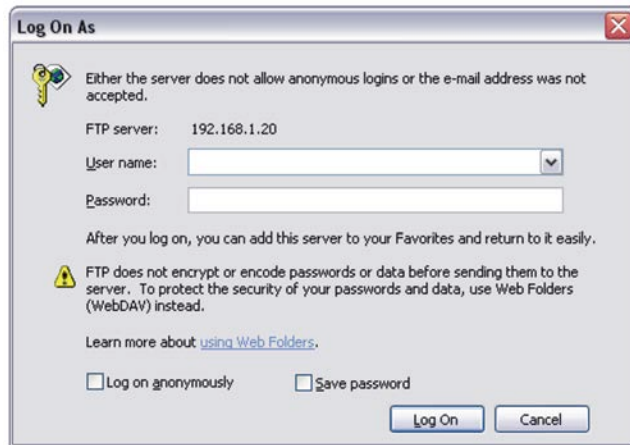 Log On As
Either the server does not allow anonymous logins or the e-mail address was not
accepted.
FTP server: 192.168.1.20
User name:
Password:
After you log on, you can add this server to your Favorites and return to it easily.
FTP does not encrypt or encode passwords or data before sending them to the
server. To protect the security of your passwords and data, use Web Folders
(WebDAV) instead.
Learn more about using Web Folders.
Log on anonymously Save password
Log On Cancel